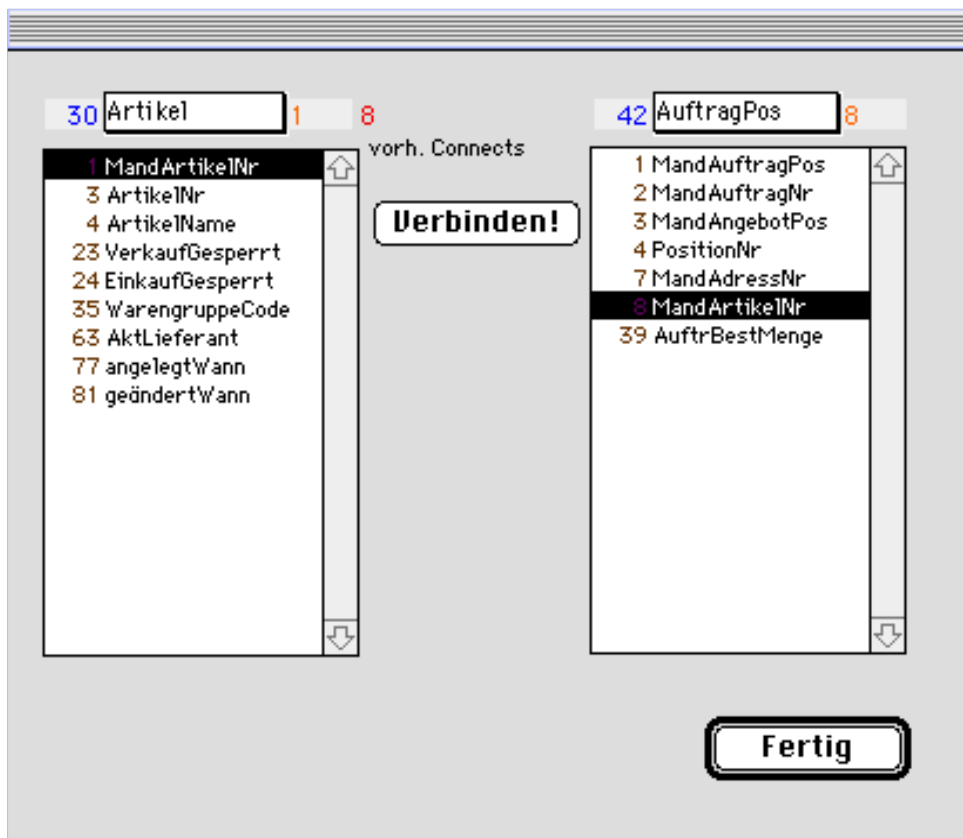 30 Artikel 1 8
vorh. Connects
1 MandArtikelNr
3 ArtikelNr
4 ArtikelName
23 VerkaufGesperrt
24 EinkaufGesperrt
35 WarengruppeCode
63 AktLieferant
77 angelegtWann
81 geändertWann
Verbinden!
42 AuftragPos 8
1 MandAuftragPos
2 MandAuftragNr
3 MandAngebotPos
4 PositionNr
7 MandAdressNr
8 MandArtikelNr
39 AuftrBestMenge
Fertig